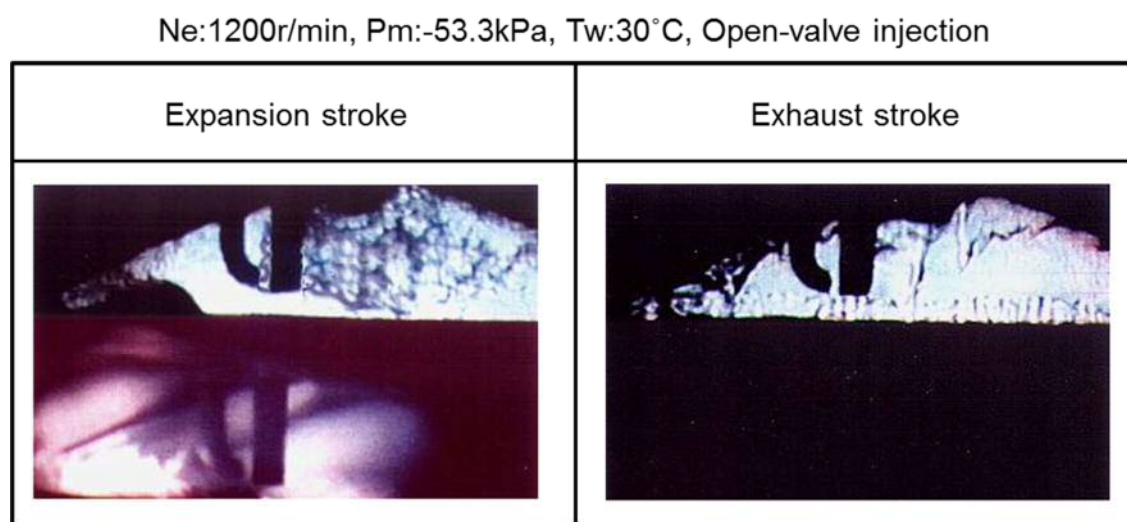 Ne:1200r/min, Pm:-53.3kPa, Tw:30˚C, Open-valve injection
Expansion stroke
Exhaust stroke